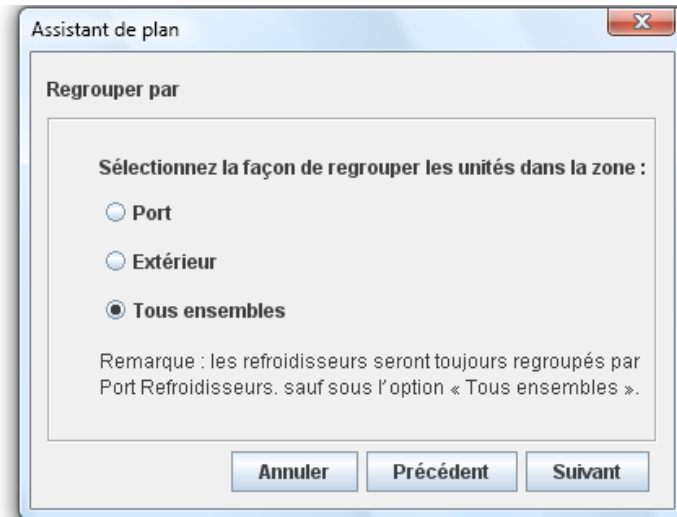 Assistant de plan
Regrouper par
Sélectionnez la façon de regrouper les unités dans la zone :
Port
Extérieur
Tous ensembles
Remarque : les refroidisseurs seront toujours regroupés par
Port Refroidisseurs. sauf sous l'option « Tous ensembles ».
Annuler Précédent Suivant